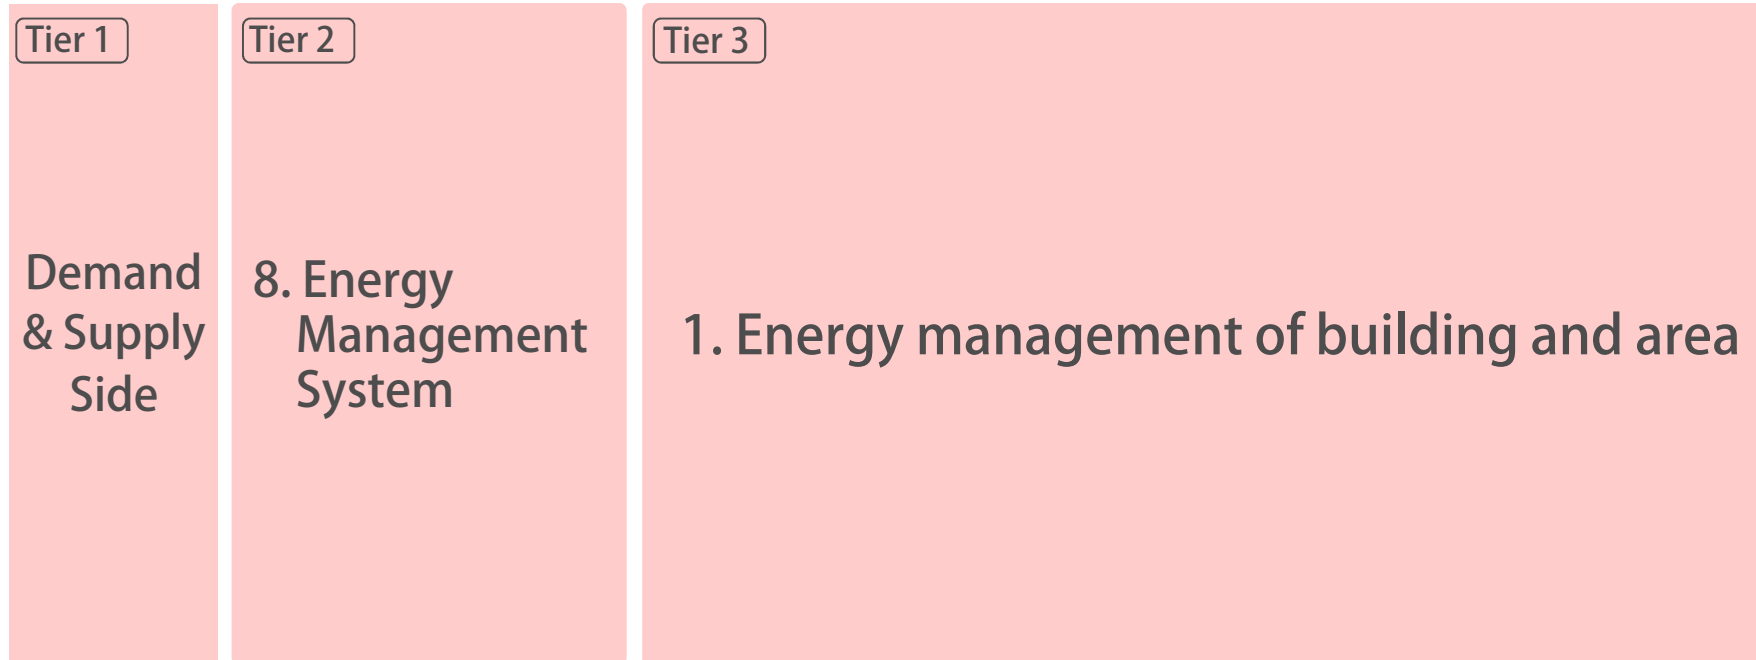 Tier 1
Demand
& Supply
Side
Tier 2
8. Energy
Management
System
Tier 3
1. Energy management of building and area